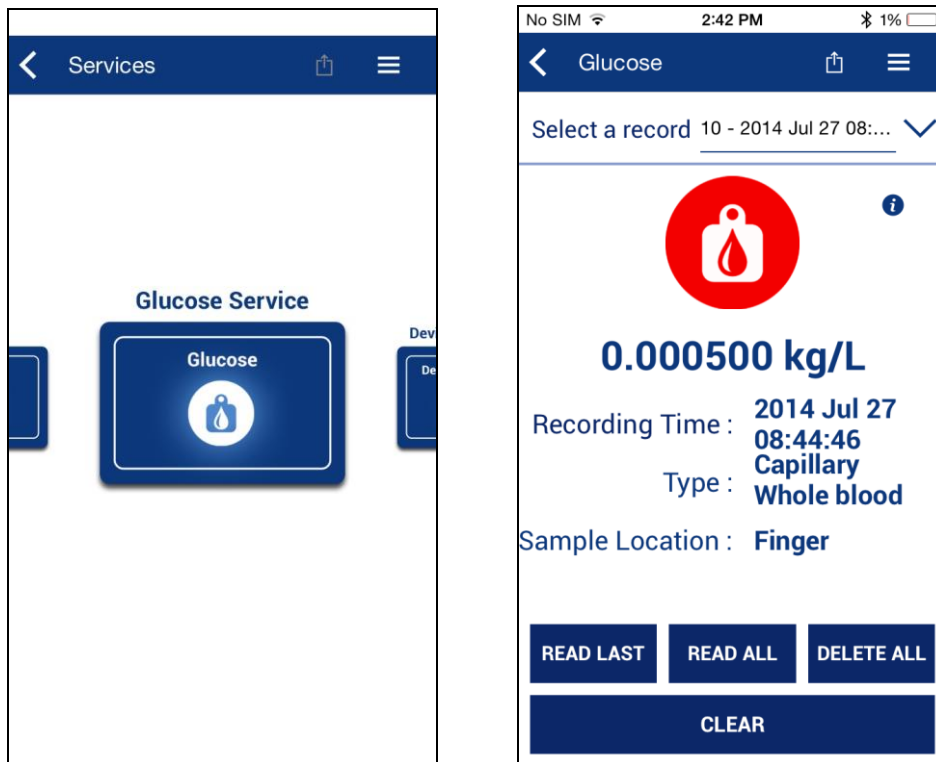 Services
Glucose Service
Glucose
Dev
De
No SIM 2:42 PM 1%
Glucose
Select a record 10 - 2014 Jul 27 08:...
i
0.000500 kg/L
Recording Time : 2014 Jul 27
08:44:46
Type : Capillary
Whole blood
Sample Location : Finger
READ LAST READ ALL DELETE ALL
CLEAR